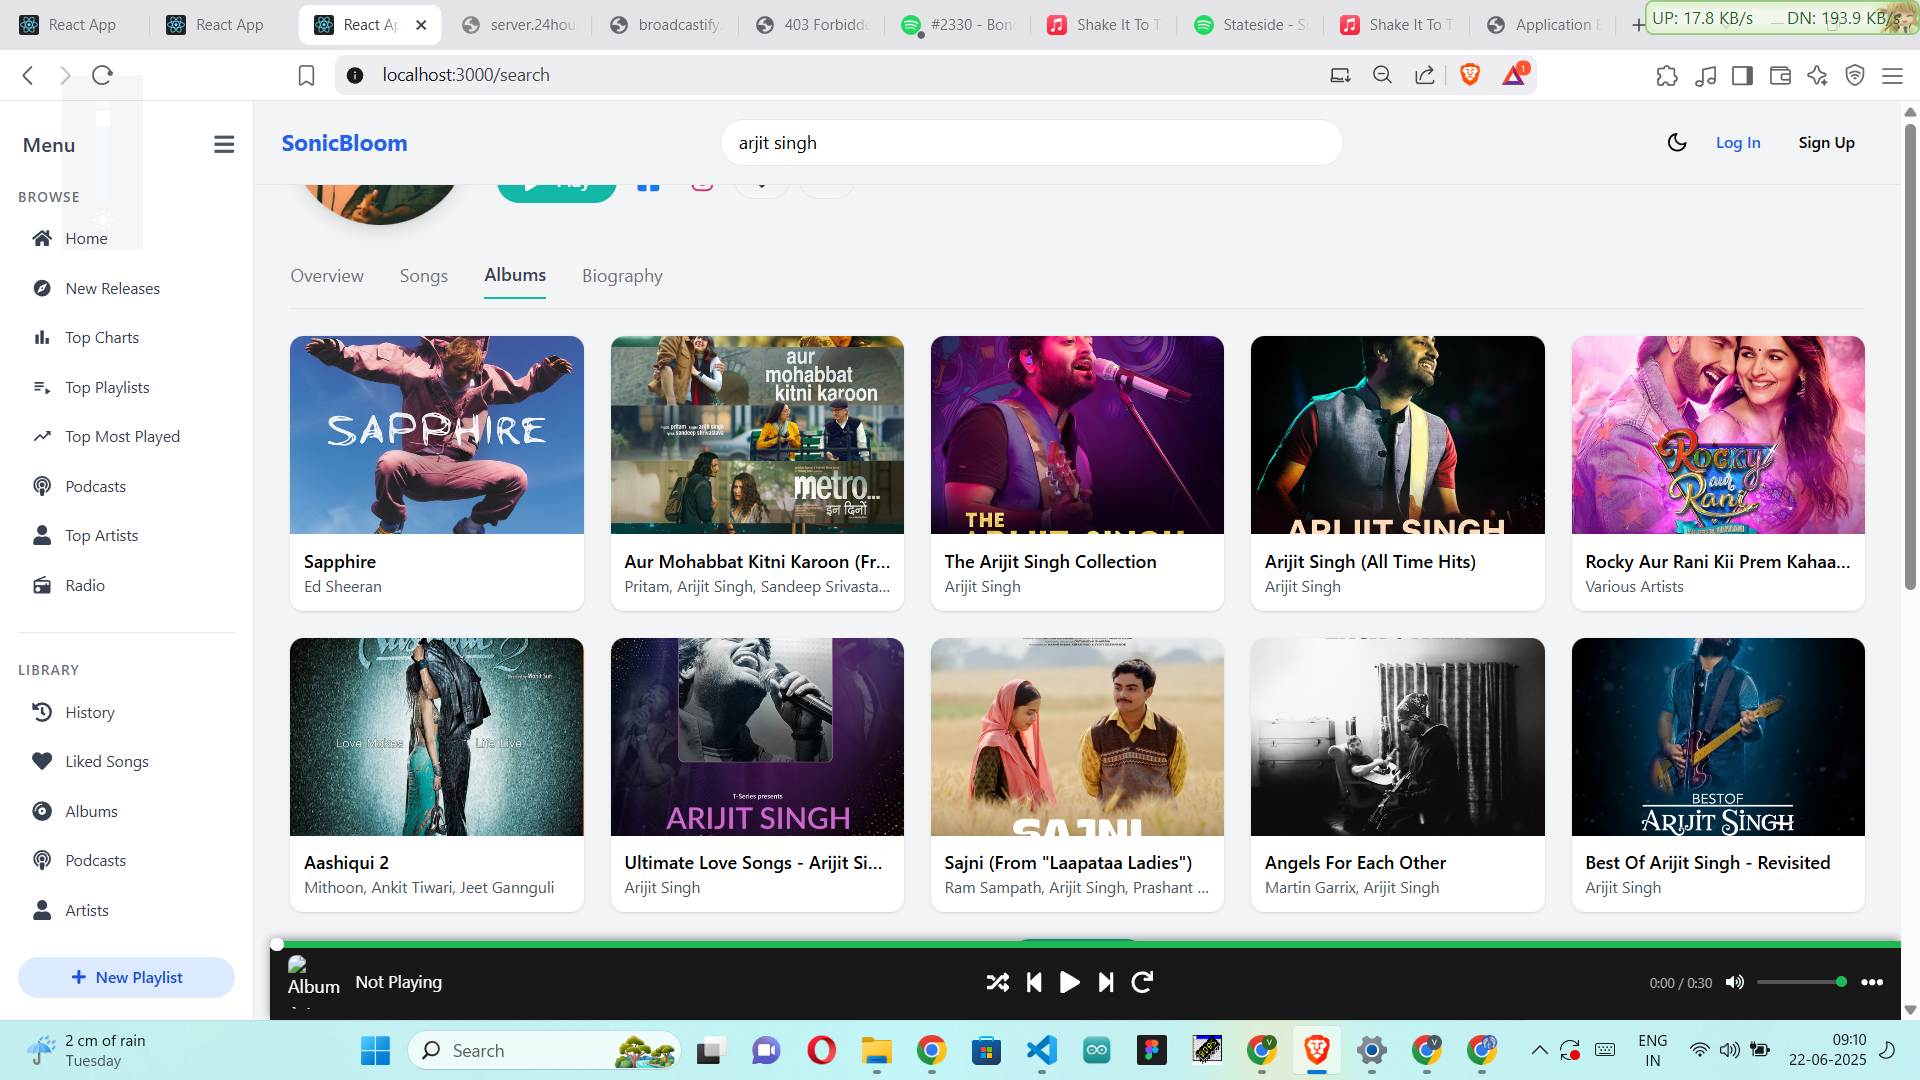 React App
React App
React Ap
server.24hou
broadcastify.
403 Forbidde
#2330 - Bon
Shake It To T
Stateside - S
Shake It To T
Application E
UP: 17.8 KB/s
DN: 193.9 KB/s
localhost:3000/search
1
Menu
SonicBloom
arjit singh
Log In
Sign Up
BROWSE
Home
New Releases
Top Charts
Top Playlists
Top Most Played
Podcasts
Top Artists
Radio
LIBRARY
History
Liked Songs
Albums
Podcasts
Artists
New Playlist
Play
Overview
Songs
Albums
Biography
SAPPHIRE
aur
mohabbat
kitni karoon
metro...
इन दिनों
THE
ARIJIT SINGH
ARIJIT SINGH
Rocky
aur
Rani
Sapphire
Ed Sheeran
Aur Mohabbat Kitni Karoon (Fr...
Pritam, Arijit Singh, Sandeep Srivasta...
The Arijit Singh Collection
Arijit Singh
Arijit Singh (All Time Hits)
Arijit Singh
Rocky Aur Rani Kii Prem Kahaa...
Various Artists
Mohit Suri
Love Makes
Life Live
T-Series presents
ARIJIT SINGH
SAJNI
BEST OF
ARIJIT SINGH
Aashiqui 2
Mithoon, Ankit Tiwari, Jeet Gannguli
Ultimate Love Songs - Arijit Si...
Arijit Singh
Sajni (From "Laapataa Ladies")
Ram Sampath, Arijit Singh, Prashant ...
Angels For Each Other
Martin Garrix, Arijit Singh
Best Of Arijit Singh - Revisited
Arijit Singh
Album
Not Playing
0:00 / 0:30
2 cm of rain
Tuesday
Search
ENG
IN
09:10
22-06-2025